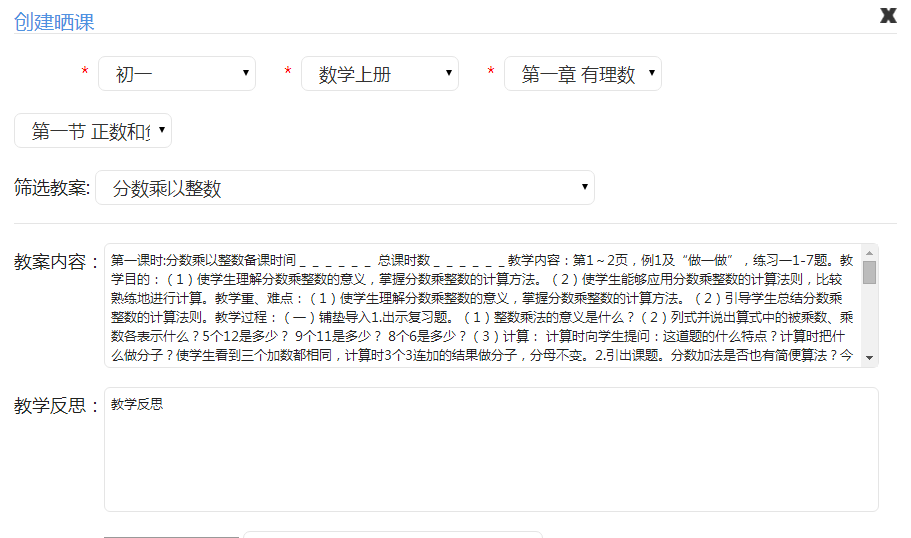 创建晒课
* 初一 * 数学上册 * 第一章 有理数
第一节 正数和
筛选教案: 分数乘以整数
教案内容：
第一课时:分数乘以整数备课时间＿＿＿＿＿＿ 总课时数＿＿＿＿＿＿教学内容：第1～2页，例1及“做一做”，练习一1-7题。教
学目的：（1）使学生理解分数乘整数的意义，掌握分数乘整数的计算方法。（2）使学生能够应用分数乘整数的计算法则，比较
熟练地进行计算。教学重、难点：（1）使学生理解分数乘整数的意义，掌握分数乘整数的计算方法。（2）引导学生总结分数乘
整数的计算法则。教学过程：（一）铺垫导入1.出示复习题。（1）整数乘法的意义是什么？（2）列式并说出算式中的被乘数、乘
数各表示什么？5个12是多少？ 9个11是多少？ 8个6是多少？（3）计算： 计算时向学生提问：这道题的什么特点？计算时把什
么做分子？使学生看到三个加数都相同，计算时3个3连加的结果做分子，分母不变。2.引出课题。分数加法是否也有简便算法？今
教学反思：
教学反思